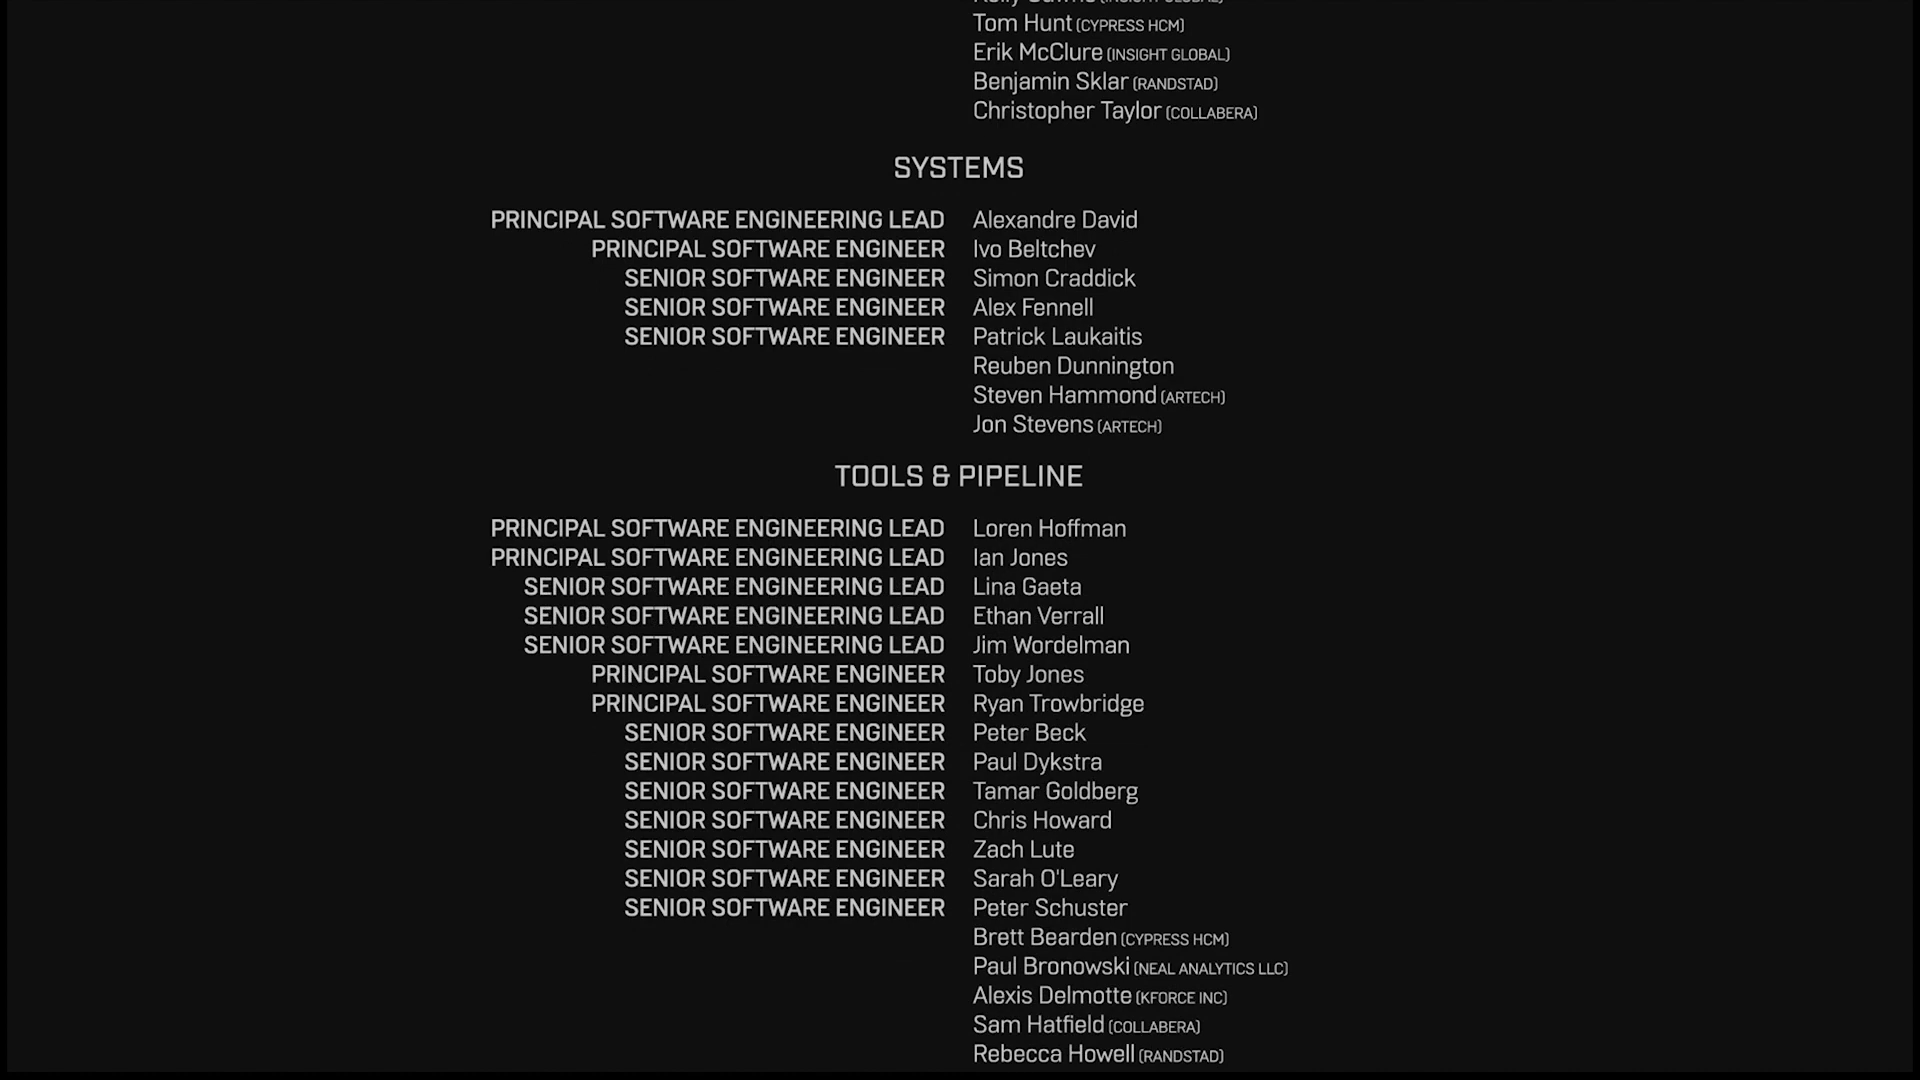 Tom Hunt (CYPRESS HCM)
Erik McClure (INSIGHT GLOBAL)
Benjamin Sklar (RANDSTAD)
Christopher Taylor (COLLABERA)
SYSTEMS
PRINCIPAL SOFTWARE ENGINEERING LEAD Alexandre David
PRINCIPAL SOFTWARE ENGINEER Ivo Beltchev
SENIOR SOFTWARE ENGINEER Simon Craddick
SENIOR SOFTWARE ENGINEER Alex Fennell
SENIOR SOFTWARE ENGINEER Patrick Laukaitis
Reuben Dunnington
Steven Hammond (ARTECH)
Jon Stevens (ARTECH)
TOOLS & PIPELINE
PRINCIPAL SOFTWARE ENGINEERING LEAD Loren Hoffman
PRINCIPAL SOFTWARE ENGINEERING LEAD Ian Jones
SENIOR SOFTWARE ENGINEERING LEAD Lina Gaeta
SENIOR SOFTWARE ENGINEERING LEAD Ethan Verrall
SENIOR SOFTWARE ENGINEERING LEAD Jim Wordelman
PRINCIPAL SOFTWARE ENGINEER Toby Jones
PRINCIPAL SOFTWARE ENGINEER Ryan Trowbridge
SENIOR SOFTWARE ENGINEER Peter Beck
SENIOR SOFTWARE ENGINEER Paul Dykstra
SENIOR SOFTWARE ENGINEER Tamar Goldberg
SENIOR SOFTWARE ENGINEER Chris Howard
SENIOR SOFTWARE ENGINEER Zach Lute
SENIOR SOFTWARE ENGINEER Sarah O'Leary
SENIOR SOFTWARE ENGINEER Peter Schuster
Brett Bearden (CYPRESS HCM)
Paul Bronowski (NEAL ANALYTICS LLC)
Alexis Delmotte (KFORCE INC)
Sam Hatfield (COLLABERA)
Rebecca Howell (RANDSTAD)